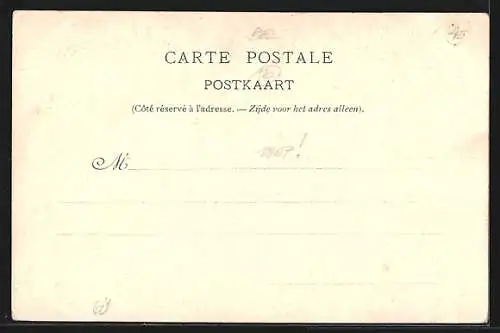 CARTE POSTALE
POSTKAART
(Côté réservé à l'adresse. — Zijde voor het adres alleen).
M